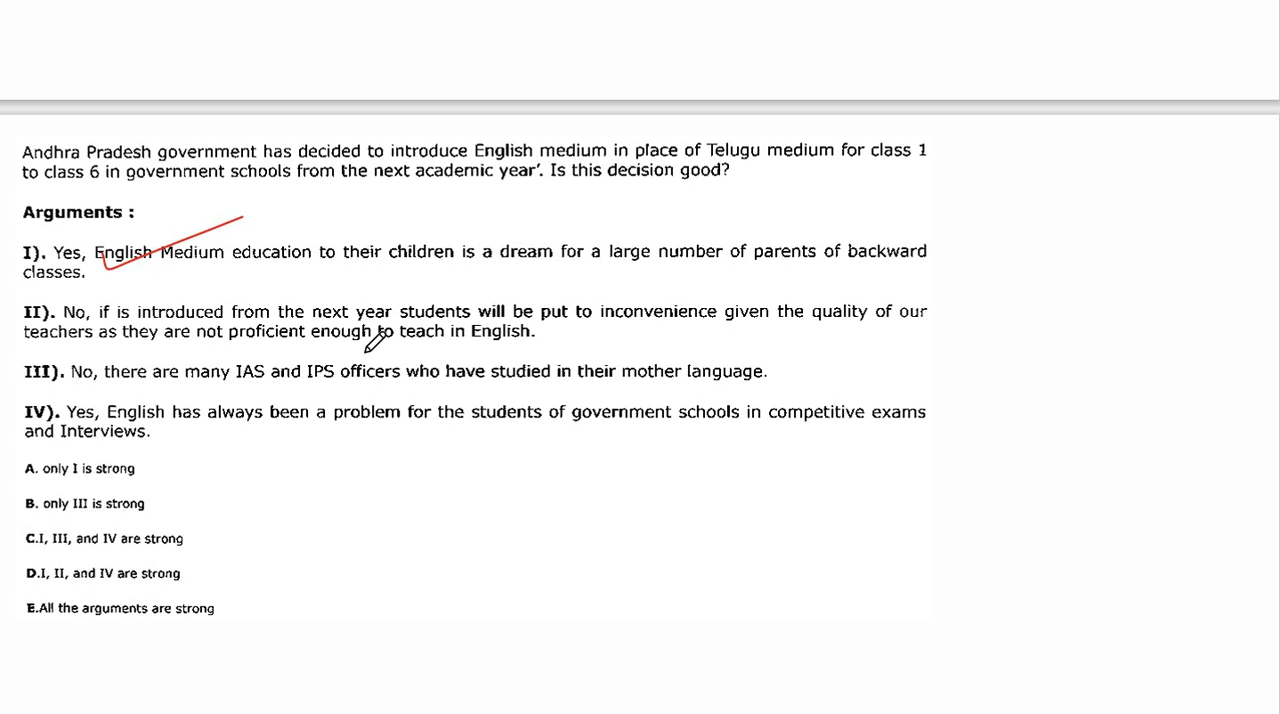 Andhra Pradesh government has decided to introduce English medium in place of Telugu medium for class 1
to class 6 in government schools from the next academic year'. Is this decision good?
Arguments :
I). Yes, English Medium education to their children is a dream for a large number of parents of backward
classes.
II). No, if is introduced from the next year students will be put to inconvenience given the quality of our
teachers as they are not proficient enough to teach in English.
III). No, there are many IAS and IPS officers who have studied in their mother language.
IV). Yes, English has always been a problem for the students of government schools in competitive exams
and Interviews.
A. only I is strong
B. only III is strong
C.I, III, and IV are strong
D.I, II, and IV are strong
E.All the arguments are strong